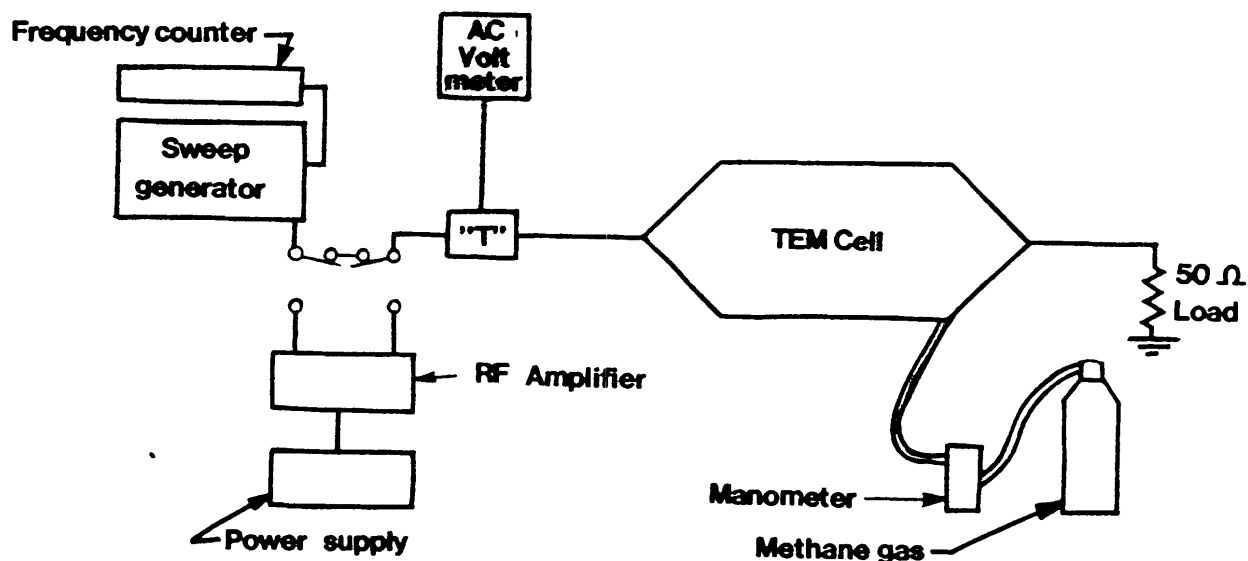 Frequency counter
AC
Volt
meter
Sweep
generator
"T"
TEM Cell
50 Ω
Load
RF Amplifier
Manometer
Power supply
Methane gas